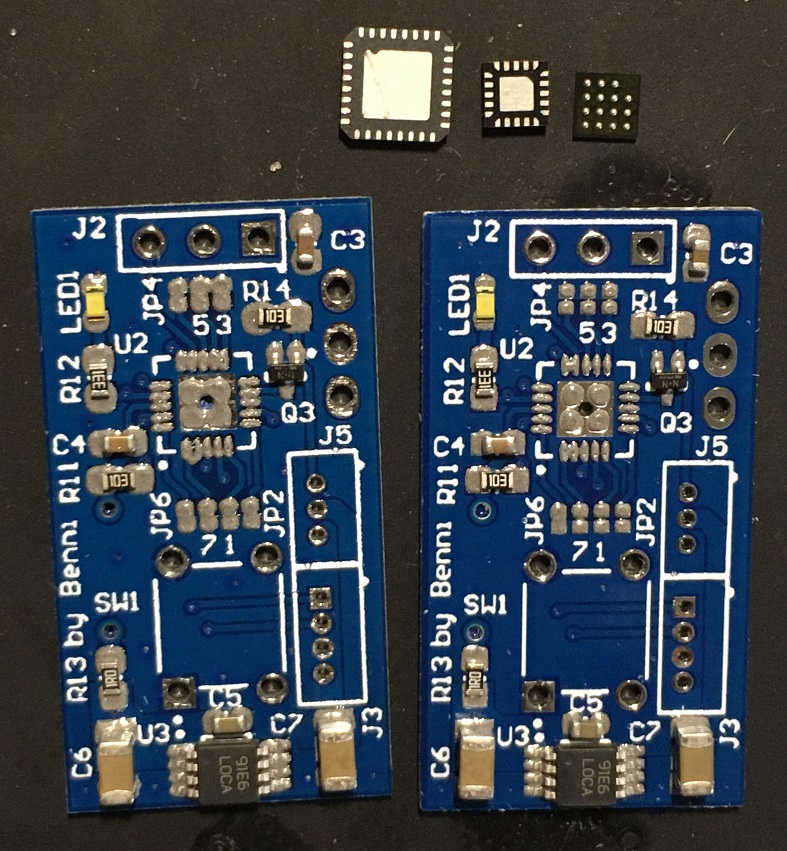 J2
C3
LED1
JP4
R14
103
53
U2
R12
Q3
C4
J5
R11
103
JP6
JP2
71
R13 by Benni
SW1
1R0
C5
U3
C7
C6
J3
91E6
LOCA
J2
C3
LED1
JP4
R14
103
53
U2
R12
Q3
C4
J5
R11
103
JP6
JP2
71
R13 by Benni
SW1
1R0
C5
U3
C7
C6
J3
91E6
LOCA